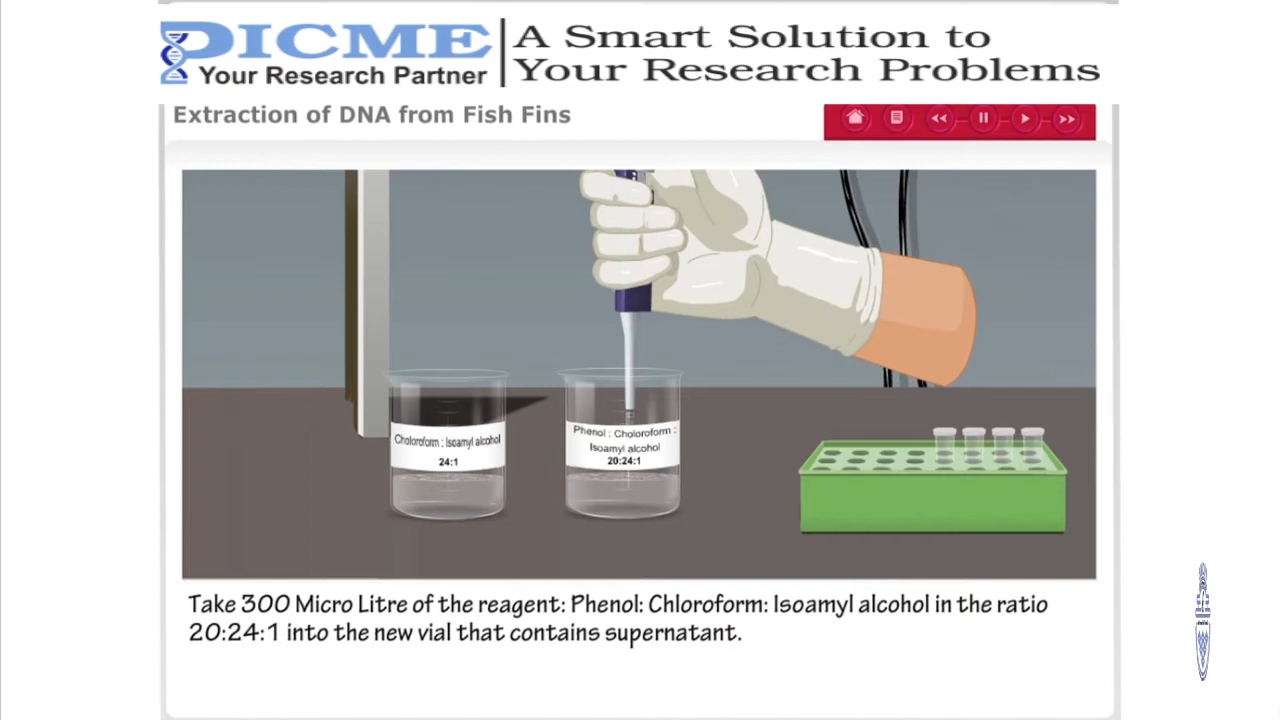 PICME
Your Research Partner
A Smart Solution to
Your Research Problems
Extraction of DNA from Fish Fins
Choloroform : Isoamyl alcohol
24:1
Phenol : Choloroform :
Isoamyl alcohol
20:24:1
Take 300 Micro Litre of the reagent: Phenol: Chloroform: Isoamyl alcohol in the ratio
20:24:1 into the new vial that contains supernatant.